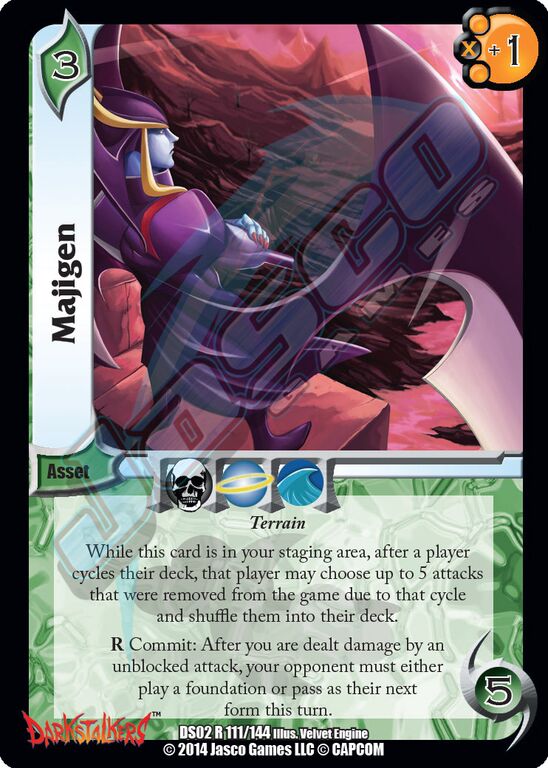 3
X + 1
Majigen
JASCO
GAMES
Asset
Terrain
While this card is in your staging area, after a player
cycles their deck, that player may choose up to 5 attacks
that were removed from the game due to that cycle
and shuffle them into their deck.
R Commit: After you are dealt damage by an
unblocked attack, your opponent must either
play a foundation or pass as their next
form this turn.
5
DARKSTALKERS™
DS02 R 111/144 Illus. Velvet Engine
© 2014 Jasco Games LLC © CAPCOM